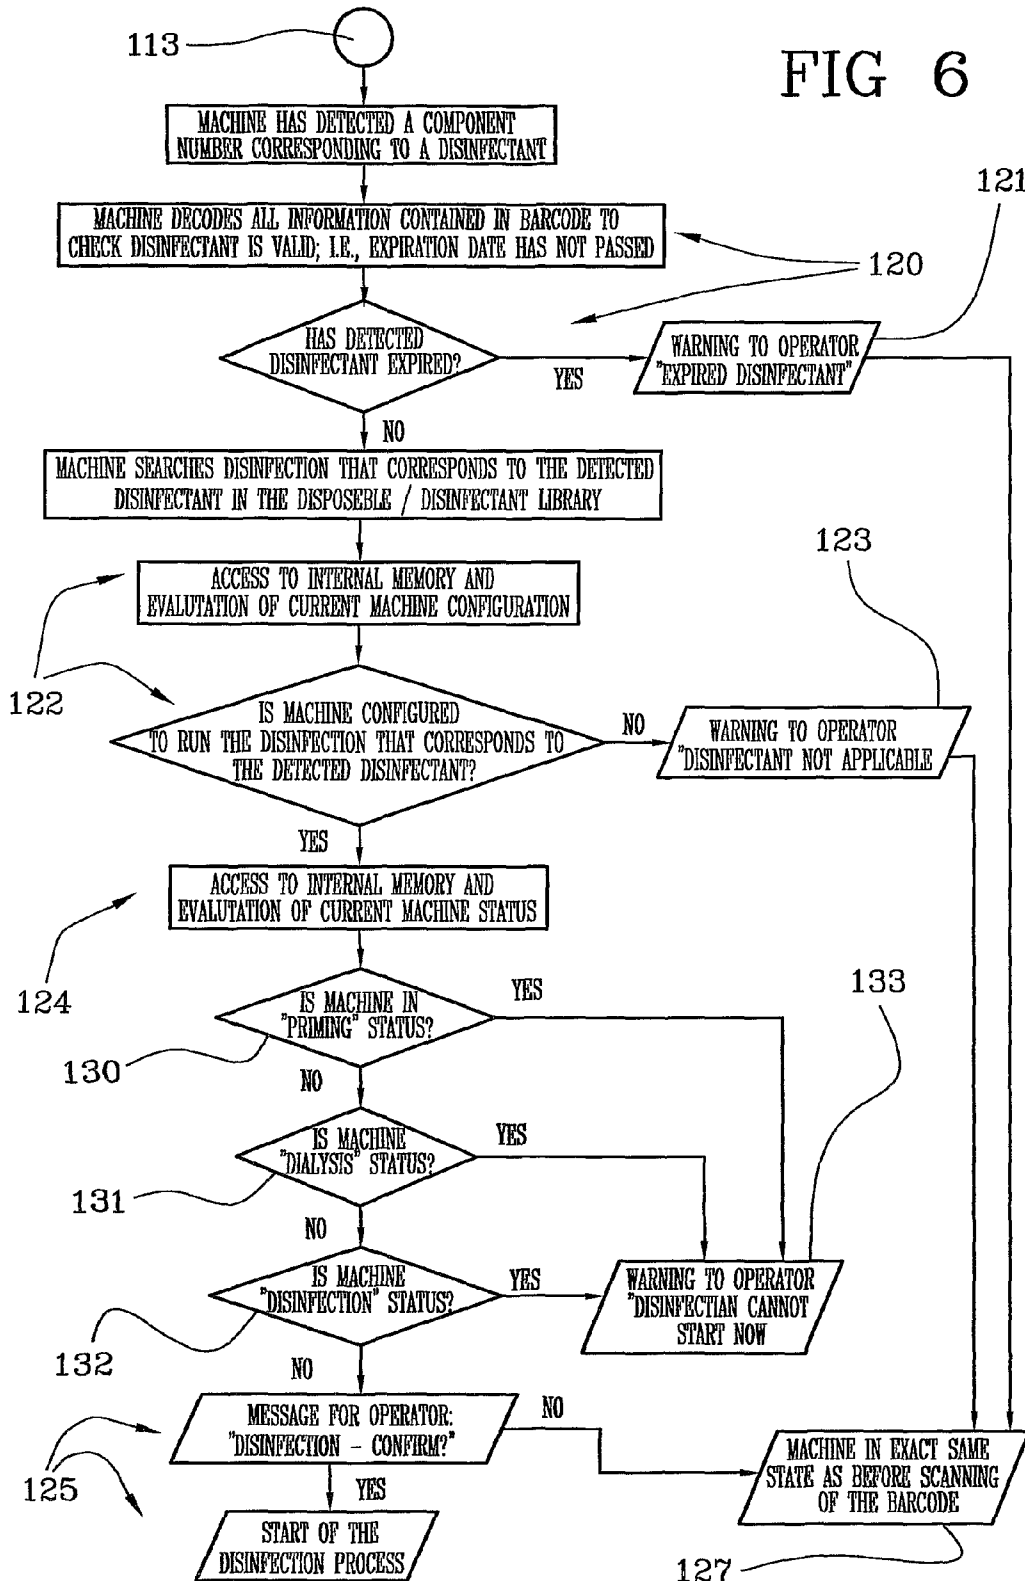 113
FIG 6
MACHINE HAS DETECTED A COMPONENT
NUMBER CORRESPONDING TO A DISINFECTANT
121
MACHINE DECODES ALL INFORMATION CONTAINED IN BARCODE TO
CHECK DISINFECTANT IS VALID; I.E., EXPIRATION DATE HAS NOT PASSED
120
HAS DETECTED
DISINFECTANT EXPIRED?
YES
WARNING TO OPERATOR
"EXPIRED DISINFECTANT"
NO
MACHINE SEARCHES DISINFECTION THAT CORRESPONDS TO THE DETECTED
DISINFECTANT IN THE DISPOSEBLE / DISINFECTANT LIBRARY
123
ACCESS TO INTERNAL MEMORY AND
EVALUTATION OF CURRENT MACHINE CONFIGURATION
122
IS MACHINE CONFIGURED
TO RUN THE DISINFECTION THAT CORRESPONDS TO
THE DETECTED DISINFECTANT?
NO
WARNING TO OPERATOR
"DISINFECTANT NOT APPLICABLE
YES
ACCESS TO INTERNAL MEMORY AND
EVALUTATION OF CURRENT MACHINE STATUS
124
IS MACHINE IN
"PRIMING" STATUS?
YES
133
130
NO
IS MACHINE
"DIALYSIS" STATUS?
YES
131
NO
IS MACHINE
"DISINFECTION" STATUS?
YES
WARNING TO OPERATOR
"DISINFECTIAN CANNOT
START NOW
132
NO
MESSAGE FOR OPERATOR:
"DISINFECTION - CONFIRM?"
NO
MACHINE IN EXACT SAME
STATE AS BEFORE SCANNING
OF THE BARCODE
125
YES
START OF THE
DISINFECTION PROCESS
127